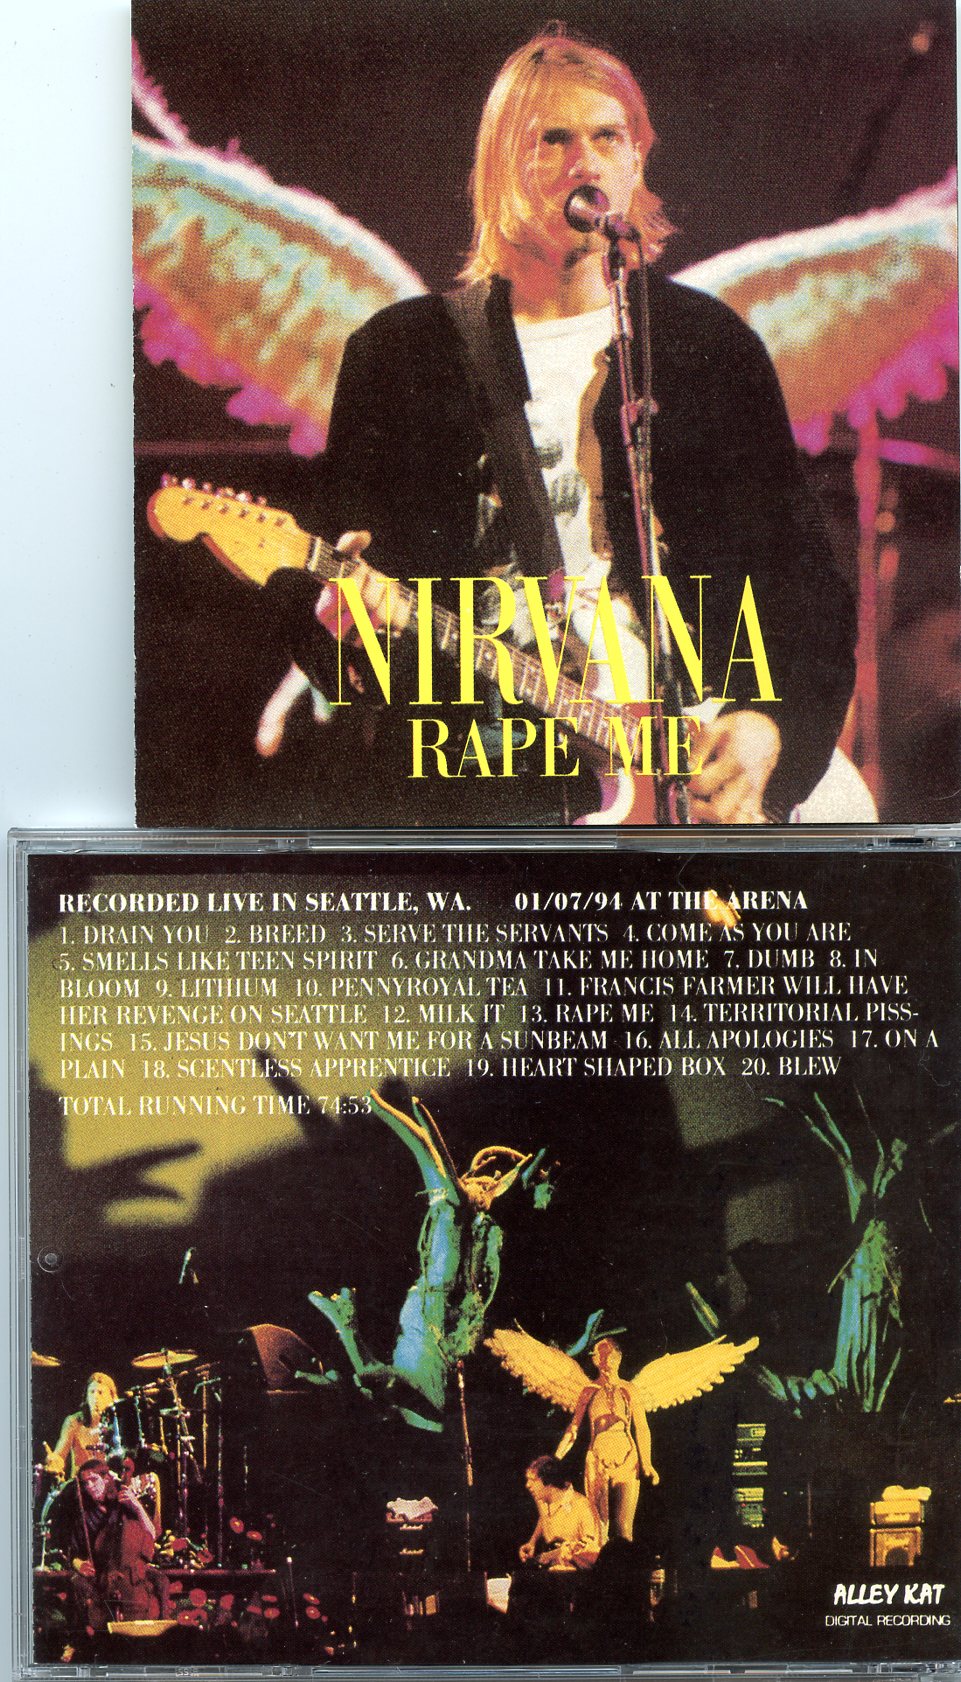 NIRVANA
RAPE ME
RECORDED LIVE IN SEATTLE, WA. 01/07/94 AT THE ARENA
1. DRAIN YOU 2. BREED 3. SERVE THE SERVANTS 4. COME AS YOU ARE
5. SMELLS LIKE TEEN SPIRIT 6. GRANDMA TAKE ME HOME 7. DUMB 8. IN
BLOOM 9. LITHIUM 10. PENNYROYAL TEA 11. FRANCIS FARMER WILL HAVE
HER REVENGE ON SEATTLE 12. MILK IT 13. RAPE ME 14. TERRITORIAL PISS-
INGS 15. JESUS DON'T WANT ME FOR A SUNBEAM 16. ALL APOLOGIES 17. ON A
PLAIN 18. SCENTLESS APPRENTICE 19. HEART SHAPED BOX 20. BLEW
TOTAL RUNNING TIME 74:53
ALLEY KAT
DIGITAL RECORDING